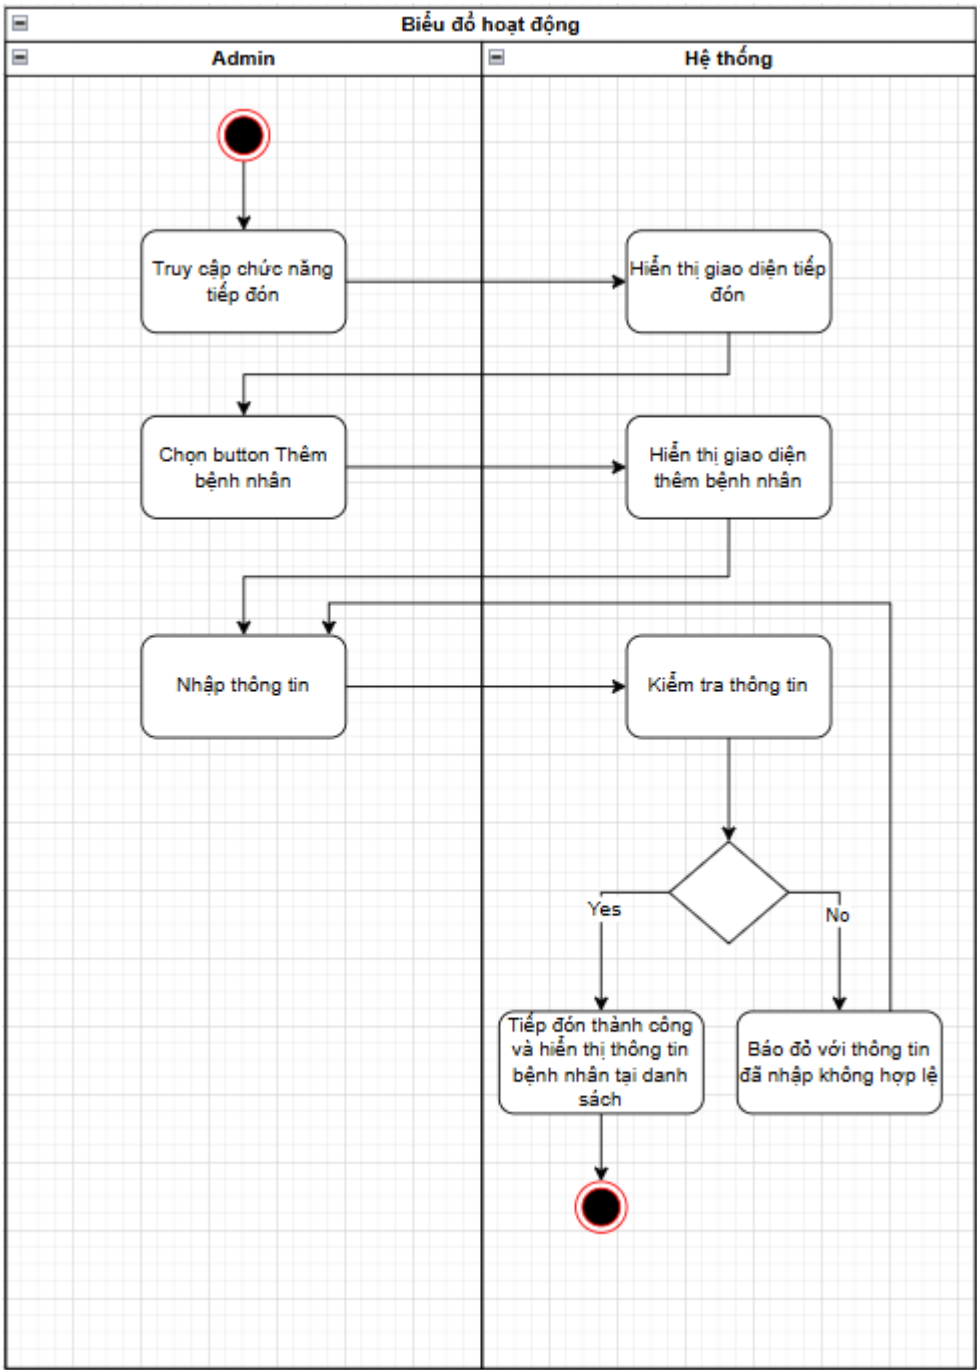 Biểu đồ hoạt động
Admin
Hệ thống
Truy cập chức năng
tiếp đón
Hiển thị giao diện tiếp
đón
Chọn button Thêm
bệnh nhân
Hiển thị giao diện
thêm bệnh nhân
Nhập thông tin
Kiểm tra thông tin
Yes
No
Tiếp đón thành công
và hiển thị thông tin
bệnh nhân tại danh
sách
Báo đỏ với thông tin
đã nhập không hợp lệ